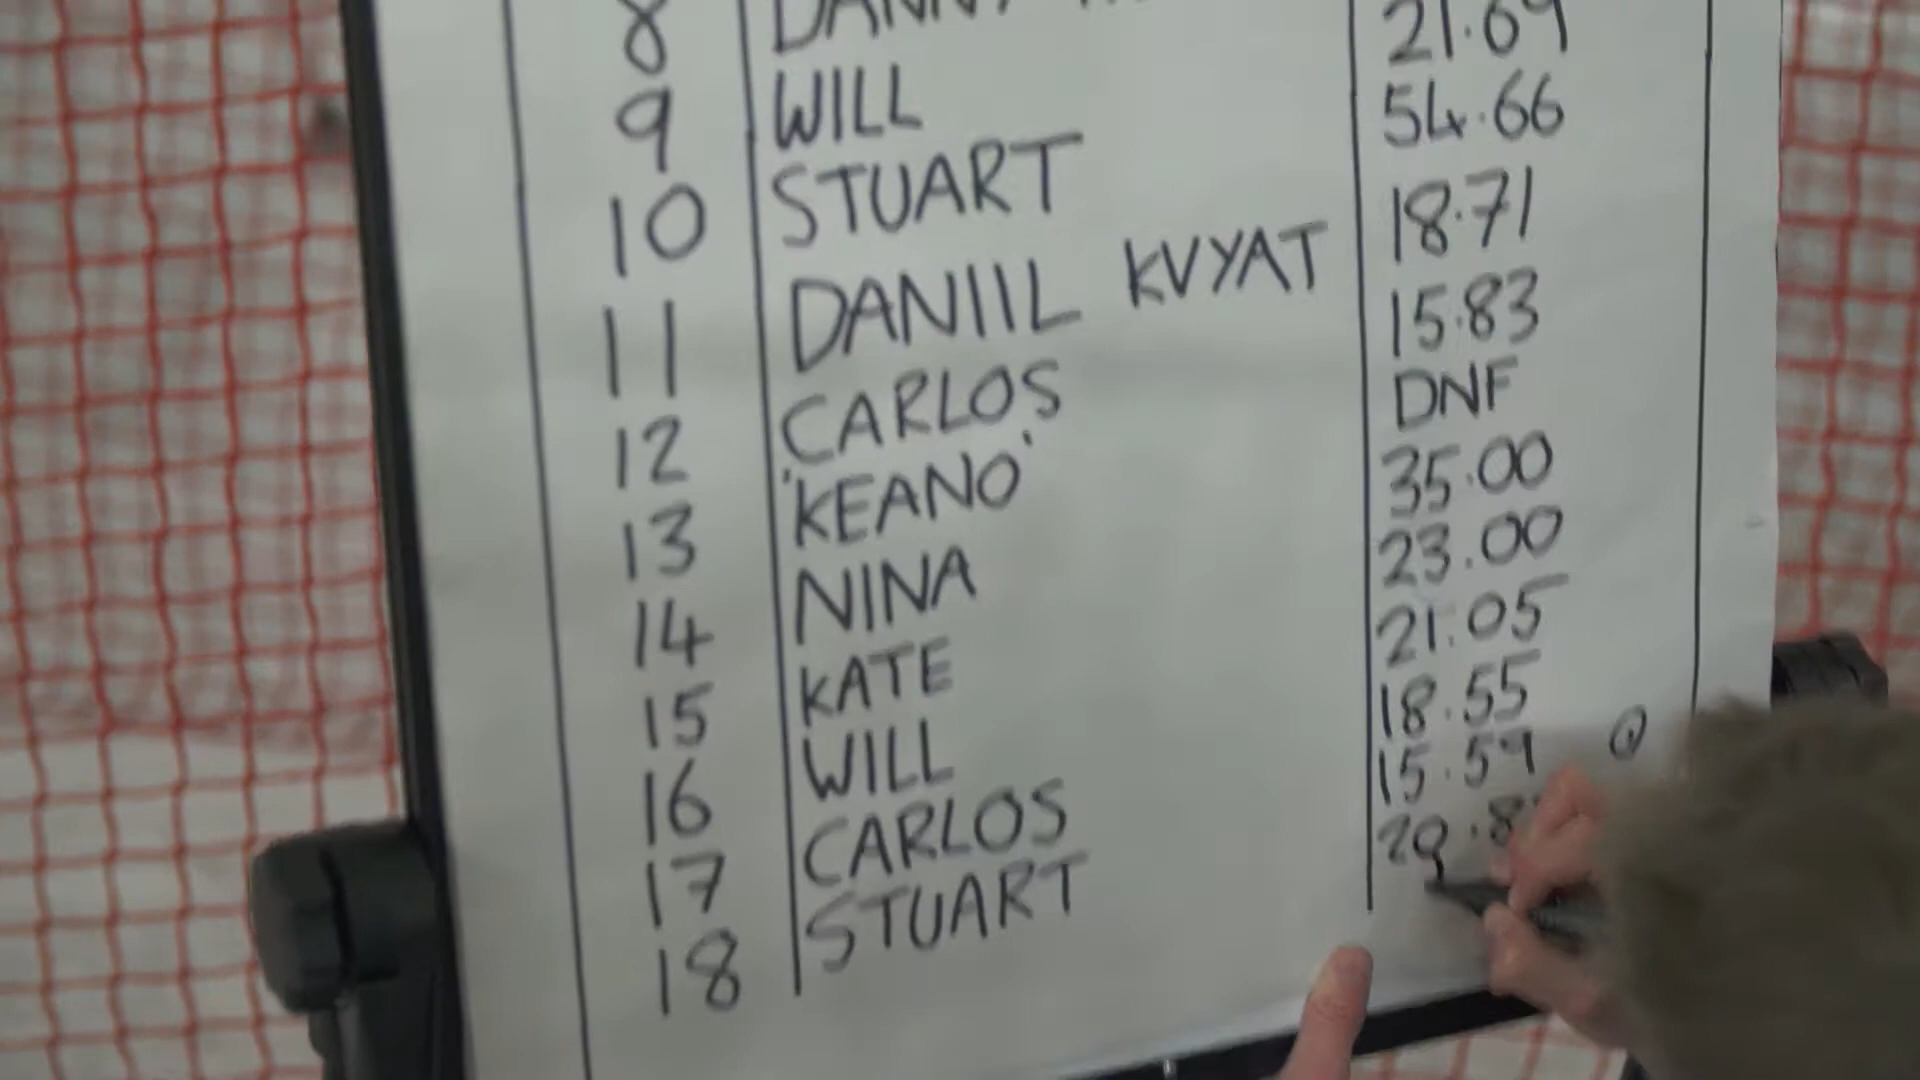 8 DANNY 21.69
9 WILL 54.66
10 STUART 18.71
11 DANIIL KVYAT 15.83
12 CARLOS DNF
13 'KEANO' 35.00
14 NINA 23.00
15 KATE 21.05
16 WILL 18.55
17 CARLOS 15.59
18 STUART